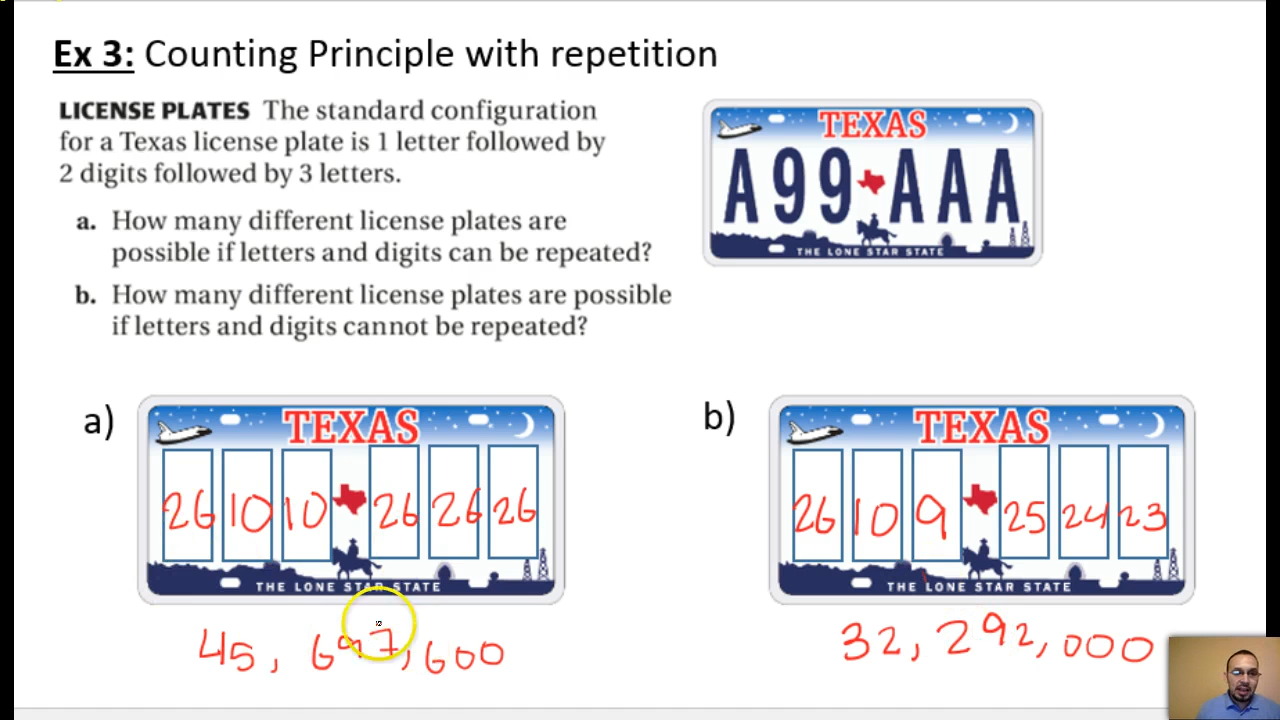 Ex 3: Counting Principle with repetition
LICENSE PLATES The standard configuration
for a Texas license plate is 1 letter followed by
2 digits followed by 3 letters.
a. How many different license plates are
possible if letters and digits can be repeated?
b. How many different license plates are possible
if letters and digits cannot be repeated?
TEXAS
A99 AAA
THE LONE STAR STATE
a)
TEXAS
26 10 10 26 26 26
THE LONE STAR STATE
45, 697,600
b)
TEXAS
26 10 9 25 24 23
THE LONE STAR STATE
32, 292,000